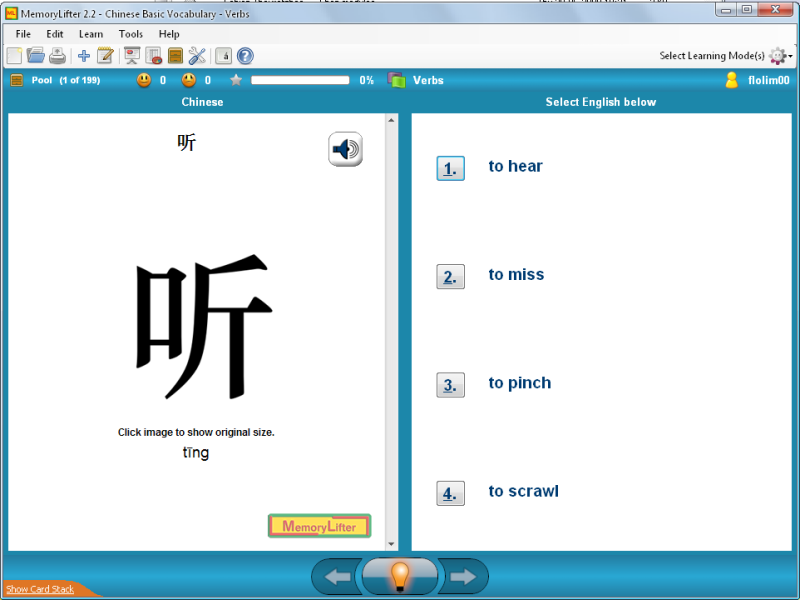 MemoryLifter 2.2 - Chinese Basic Vocabulary - Verbs
File Edit Learn Tools Help
Select Learning Mode(s)
Pool (1 of 199) 0 0 0% Verbs flolim00
Chinese
Select English below
听
听
Click image to show original size.
tīng
MemoryLifter
1. to hear
2. to miss
3. to pinch
4. to scrawl
Show Card Stack